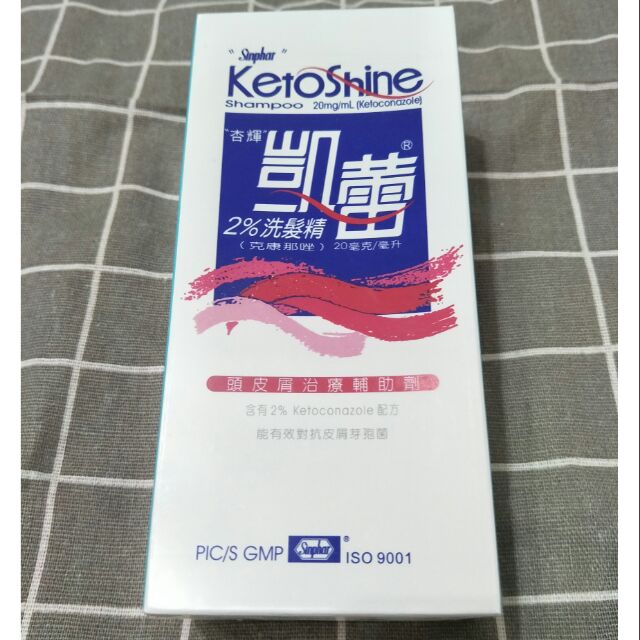 "Sinphar"
KetoShine
Shampoo 20mg/mL (Ketoconazole)
"杏輝"
凱蕾®
2%洗髮精
(克康那唑) 20毫克/毫升
頭皮屑治療輔助劑
含有2% Ketoconazole配方
能有效對抗皮屑芽孢菌
PIC/S GMP Sinphar® ISO 9001